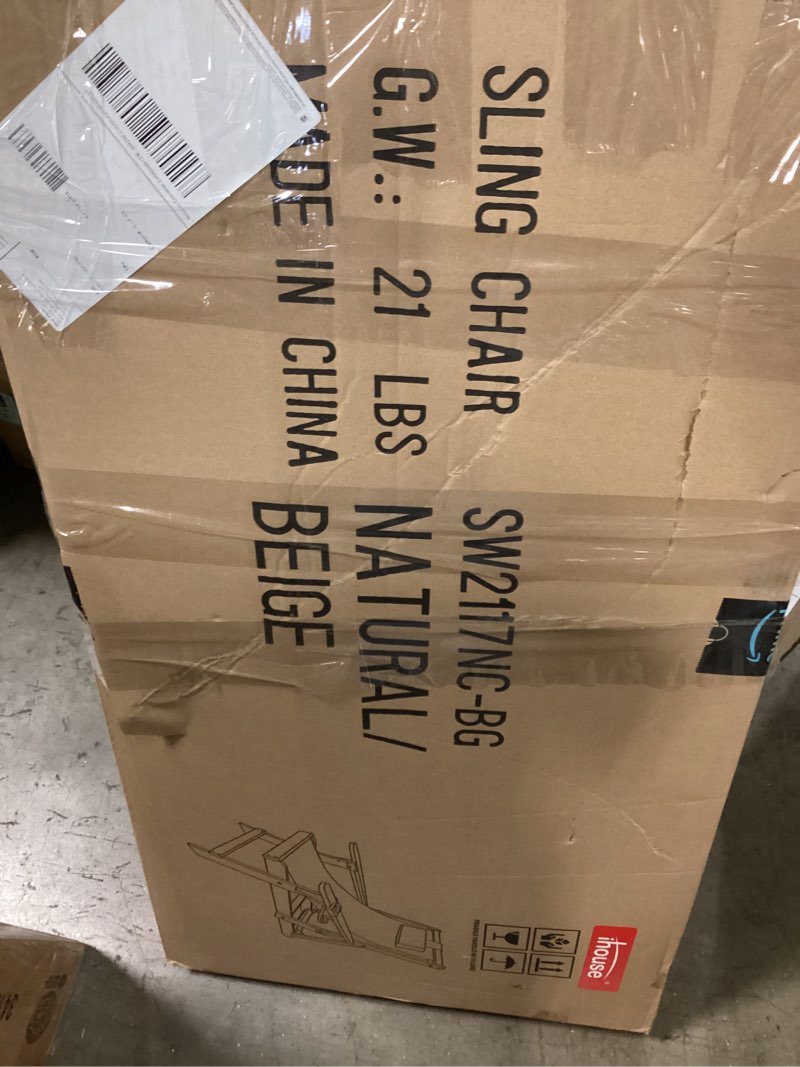 SLING CHAIR
G.W.: 21 LBS
MADE IN CHINA
SW2117NC-BG
NATURAL/
BEIGE
ihouse